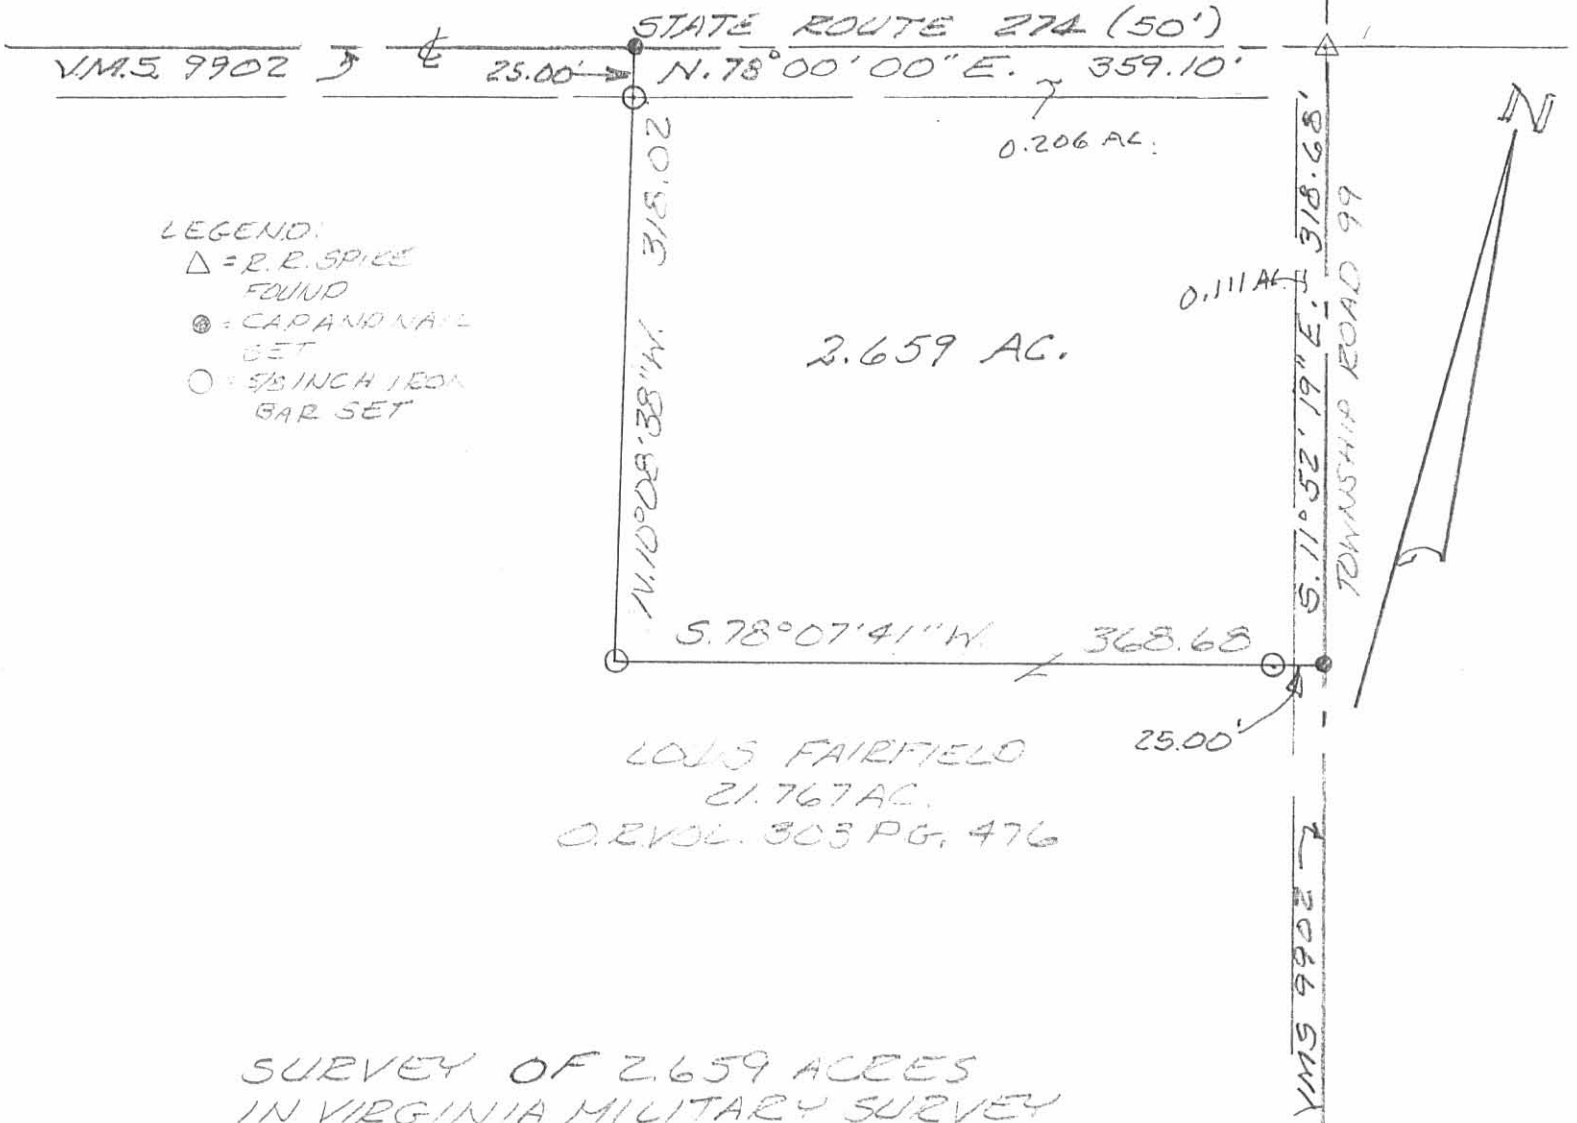 STATE ROUTE 274 (50')
V.M.S. 9902
25.00'
N. 78° 00' 00" E. 359.10'
0.206 AC.
N
LEGEND:
△ = R.R. SPIKE
FOUND
● = CAP AND NAIL
SET
○ = 5/8 INCH IRON
BAR SET
N. 10° 08' 38" W. 318.02'
2.659 AC.
0.111 AC.
S. 11° 52' 19" E. 318.68'
TOWNSHIP ROAD 99
S. 78° 07' 41" W. 368.68
25.00'
FAIRFIELD
21.767 AC.
O.R. VOL. 303 PG. 476
VMS 9902
SURVEY OF 2.659 ACRES
IN VIRGINIA MILITARY SURVEY